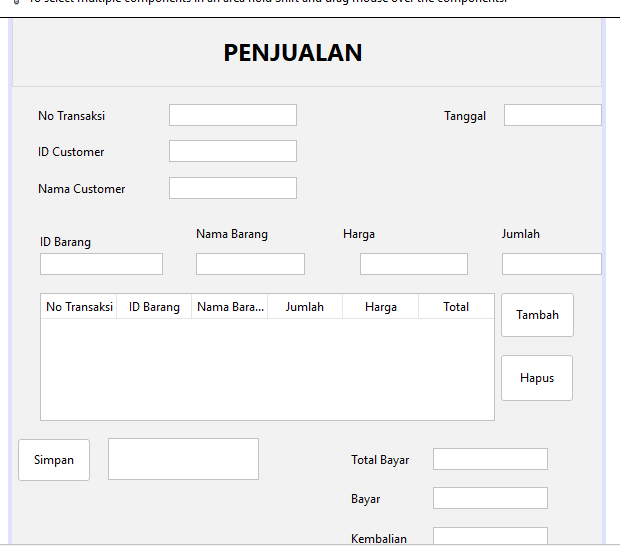 To select multiple components in an area hold Shift and drag mouse over the components.
PENJUALAN
No Transaksi
Tanggal
ID Customer
Nama Customer
ID Barang
Nama Barang
Harga
Jumlah
No Transaksi ID Barang Nama Bara... Jumlah Harga Total
Tambah
Hapus
Simpan
Total Bayar
Bayar
Kembalian